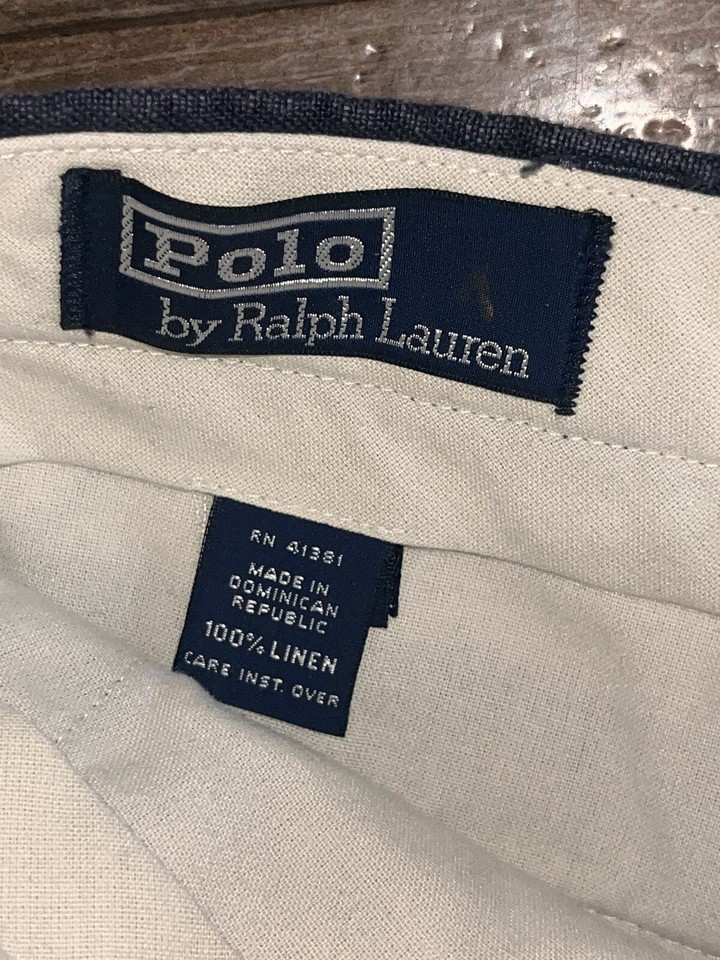 Polo
by Ralph Lauren
RN 41381
MADE IN
DOMINICAN
REPUBLIC
100% LINEN
CARE INST. OVER